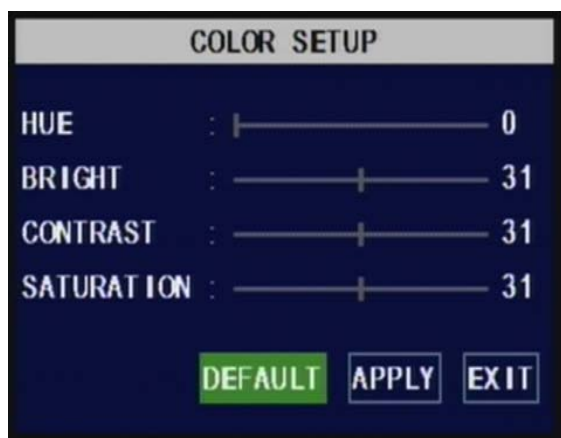 COLOR SETUP
HUE : 0
BRIGHT : 31
CONTRAST : 31
SATURATION : 31
DEFAULT APPLY EXIT